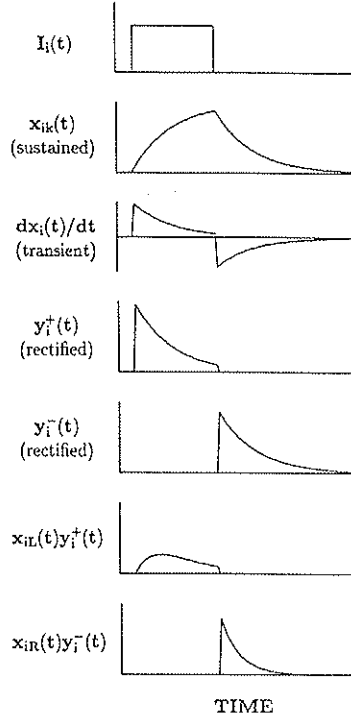 I_i(t)
x_ik(t)
(sustained)
dx_i(t)/dt
(transient)
y_i^+(t)
(rectified)
y_i^-(t)
(rectified)
x_iL(t)y_i^+(t)
x_iR(t)y_i^-(t)
TIME